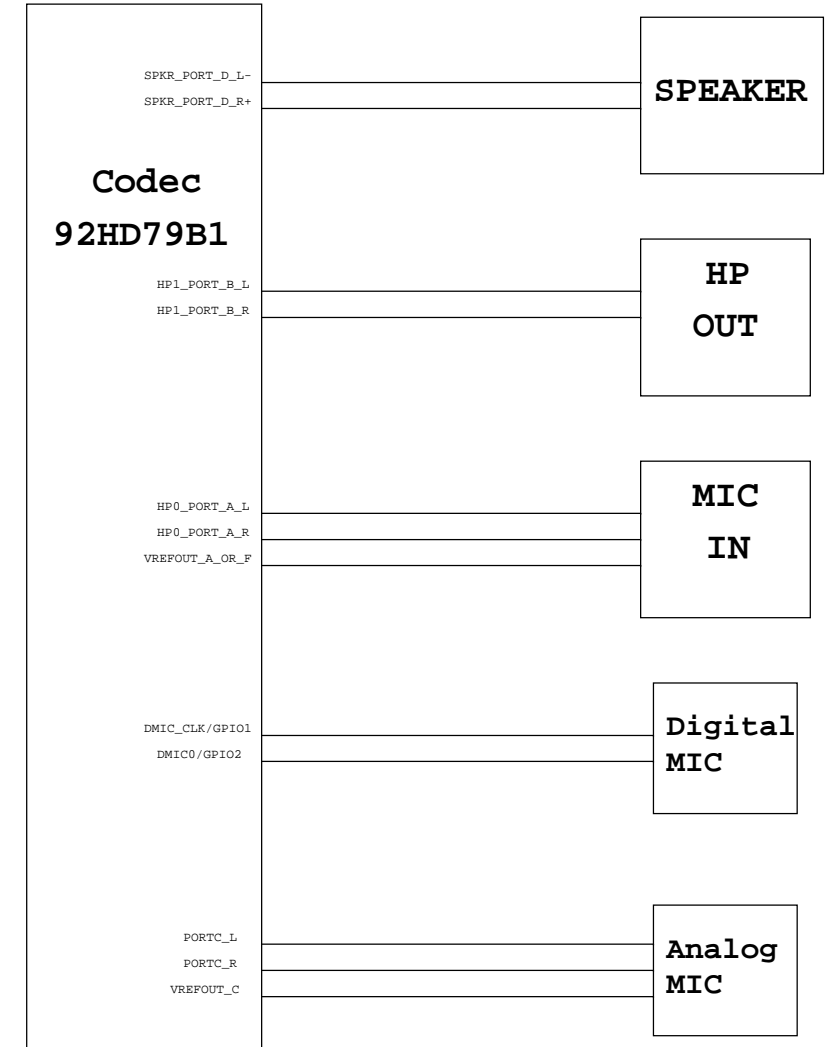 SPKR_PORT_D_L-
SPKR_PORT_D_R+
SPEAKER
Codec
92HD79B1
HP1_PORT_B_L
HP1_PORT_B_R
HP
OUT
HP0_PORT_A_L
HP0_PORT_A_R
VREFOUT_A_OR_F
MIC
IN
DMIC_CLK/GPIO1
DMIC0/GPIO2
Digital
MIC
PORTC_L
PORTC_R
VREFOUT_C
Analog
MIC